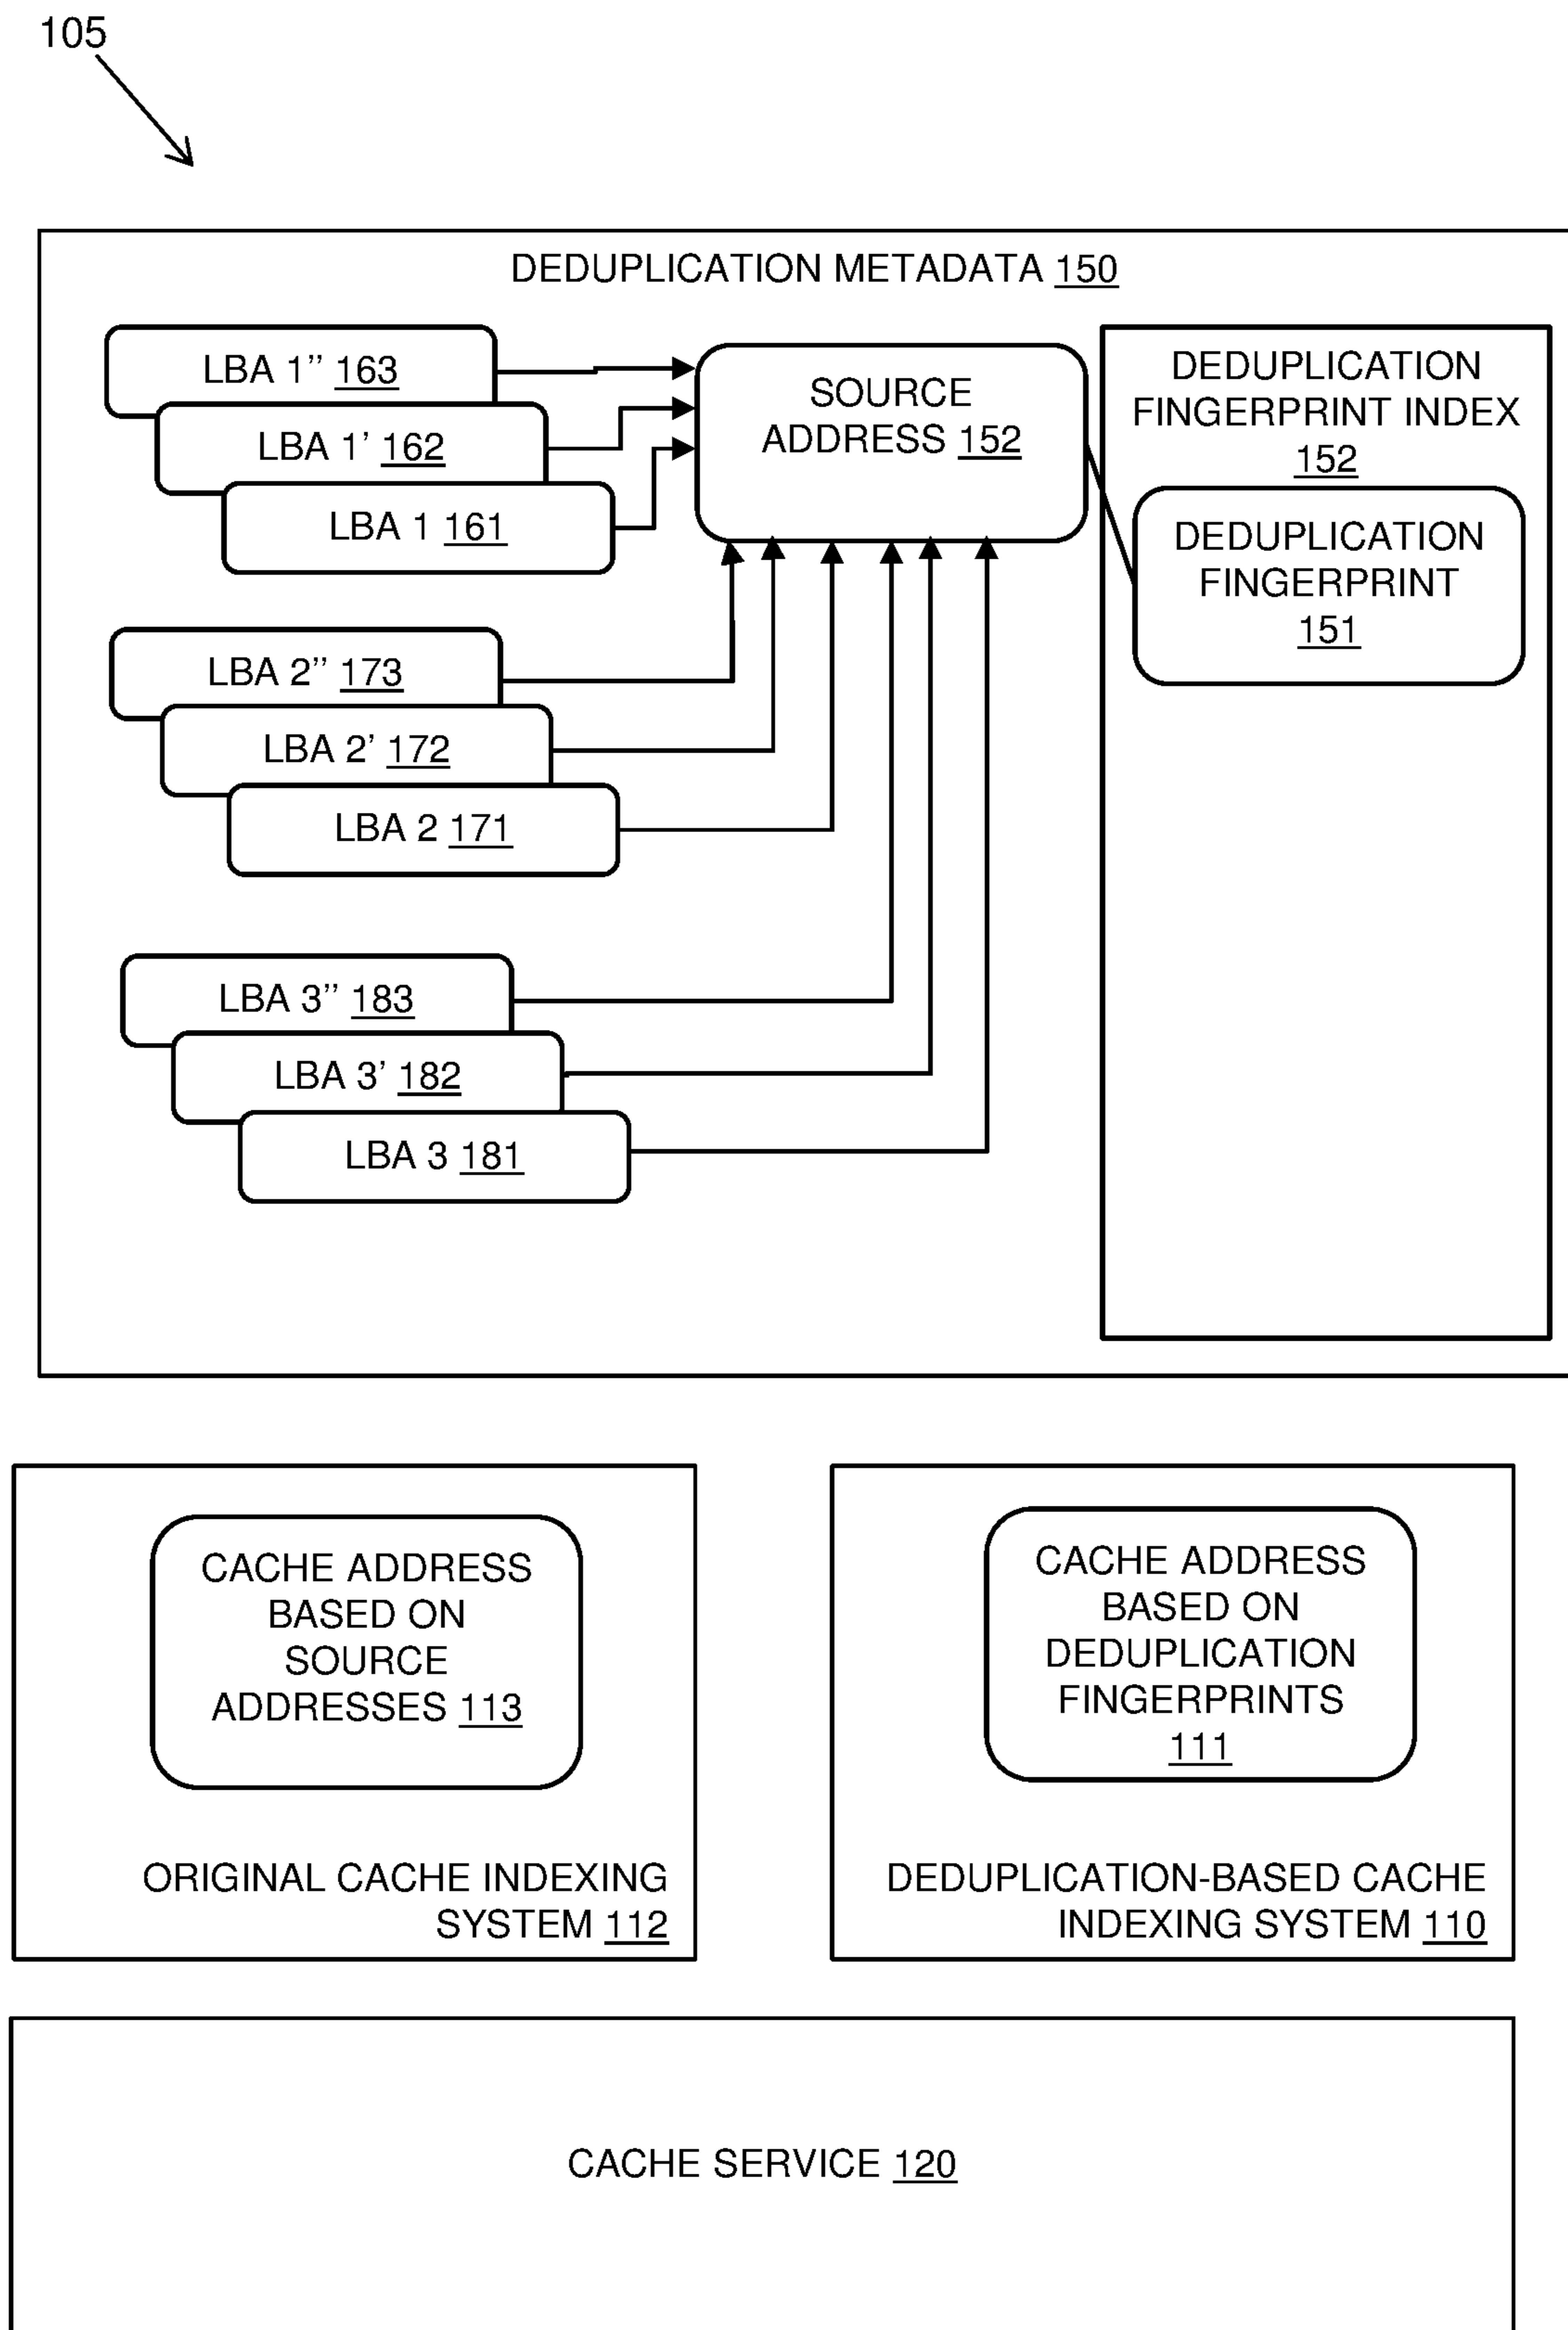 105
DEDUPLICATION METADATA 150
LBA 1” 163
LBA 1’ 162
LBA 1 161
SOURCE
ADDRESS 152
DEDUPLICATION
FINGERPRINT INDEX
152
DEDUPLICATION
FINGERPRINT
151
LBA 2” 173
LBA 2’ 172
LBA 2 171
LBA 3” 183
LBA 3’ 182
LBA 3 181
CACHE ADDRESS
BASED ON
SOURCE
ADDRESSES 113
ORIGINAL CACHE INDEXING
SYSTEM 112
CACHE ADDRESS
BASED ON
DEDUPLICATION
FINGERPRINTS
111
DEDUPLICATION-BASED CACHE
INDEXING SYSTEM 110
CACHE SERVICE 120